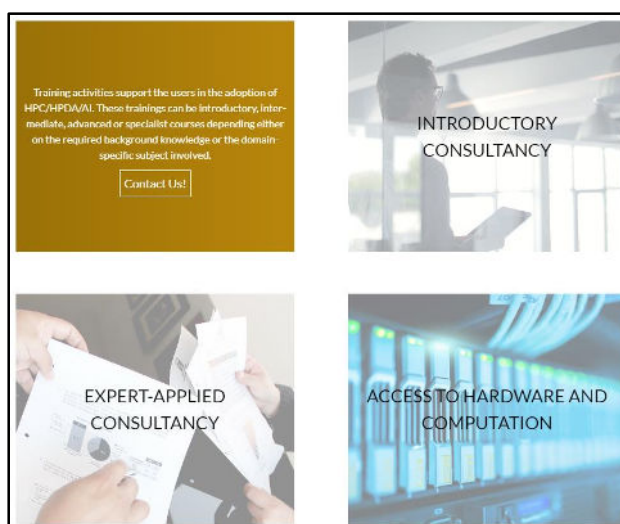 Training activities support the users in the adoption of
HPC/HPDA/AI. These trainings can be introductory, inter-
mediate, advanced or specialist courses depending either
on the required background knowledge or the domain-
specific subject involved.
Contact Us!
INTRODUCTORY
CONSULTANCY
EXPERT-APPLIED
CONSULTANCY
ACCESS TO HARDWARE AND
COMPUTATION